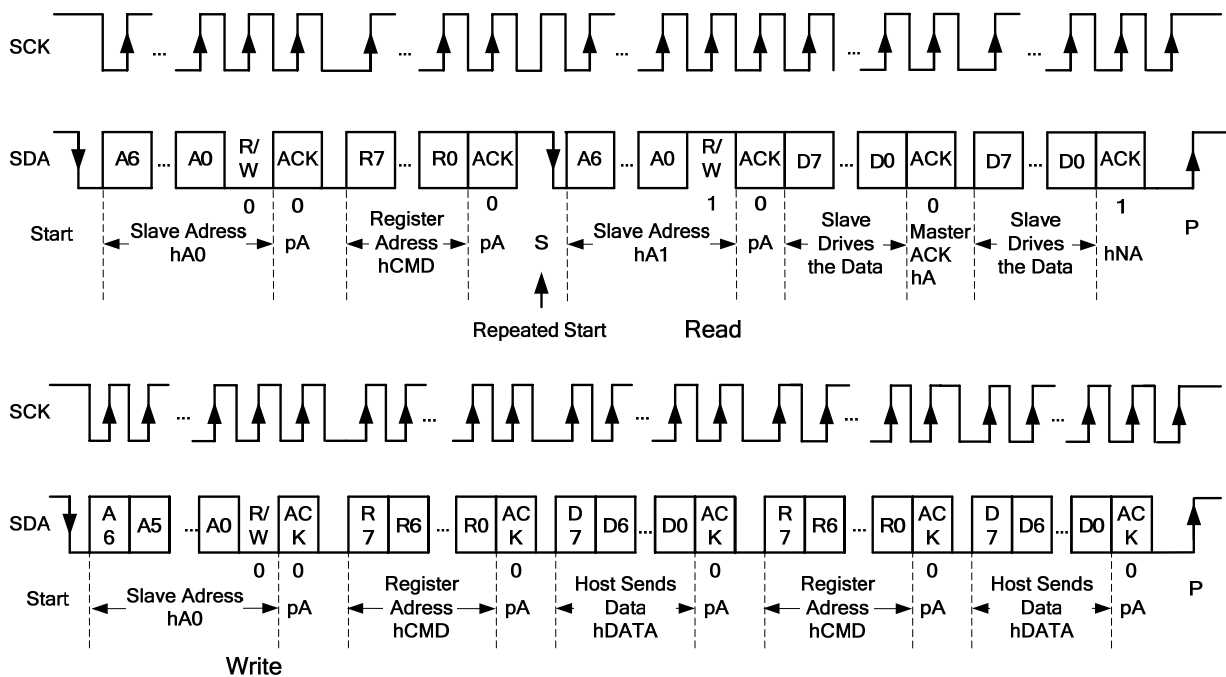 SCK ... ... ... ... ...
SDA A6 ... A0 R/ W ACK R7 ... R0 ACK A6 ... A0 R/ W ACK D7 ... D0 ACK D7 ... D0 ACK
0 0 0 1 0 0 1
Start Slave Adress hA0 pA Register Adress hCMD pA S Slave Adress hA1 pA Slave Drives the Data Master ACK hA Slave Drives the Data hNA P
Repeated Start Read
SCK ... ... ... ... ...
SDA A 6 A5 ... A0 R/ W AC K R 7 R6 ... R0 AC K D 7 D6 ... D0 AC K R 7 R6 ... R0 AC K D 7 D6 ... D0 AC K
0 0 0 0 0 0
Start Slave Adress hA0 pA Register Adress hCMD pA Host Sends Data hDATA pA Register Adress hCMD pA Host Sends Data hDATA pA P
Write